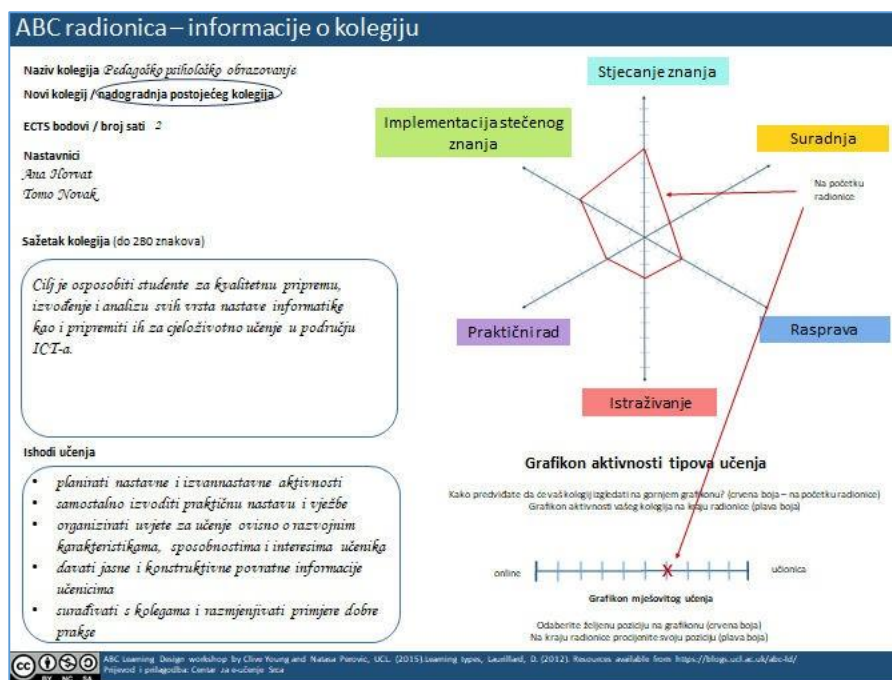 ABC radionica – informacije o kolegiju
Naziv kolegija Pedagoško psihološko obrazovanje
Novi kolegij / nadogradnja postojećeg kolegija
ECTS bodovi / broj sati 2
Nastavnici
Ana Horvat
Tomo Novak
Sažetak kolegija (do 280 znakova)
Cilj je osposobiti studente za kvalitetnu pripremu,
izvođenje i analizu svih vrsta nastave informatike
kao i pripremiti ih za cjeloživotno učenje u području
ICT-a.
Ishodi učenja
• planirati nastavne i izvannastavne aktivnosti
• samostalno izvoditi praktičnu nastavu i vježbe
• organizirati uvjete za učenje ovisno o razvojnim
karakteristikama, sposobnostima i interesima učenika
• davati jasne i konstruktivne povratne informacije
učenicima
• surađivati s kolegama i razmjenjivati primjere dobre
prakse
Stjecanje znanja
Implementacija stečenog
znanja
Suradnja
Na početku
radionice
Praktični rad
Rasprava
Istraživanje
Grafikon aktivnosti tipova učenja
Kako predviđate da će vaš kolegij izgledati na gornjem grafikonu? (crvena boja – na početku radionice)
Grafikon aktivnosti vašeg kolegija na kraju radionice (plava boja)
online
X
učionica
Grafikon mješovitog učenja
Odaberite željenu poziciju na grafikonu (crvena boja)
Na kraju radionice procijenite svoju poziciju (plava boja)
cc BY NC SA
ABC Learning Design workshop by Clive Young and Natasa Perovic, UCL. (2015).Learning types, Laurillard, D. (2012). Resources available from https://blogs.ucl.ac.uk/abc-ld/
Prijevod i prilagodba: Centar za e-učenje Srca